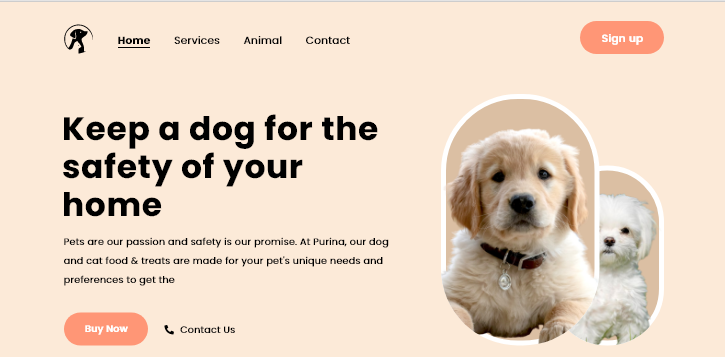 Home Services Animal Contact Sign up
Keep a dog for the
safety of your
home
Pets are our passion and safety is our promise. At Purina, our dog
and cat food & treats are made for your pet's unique needs and
preferences to get the
Buy Now Contact Us